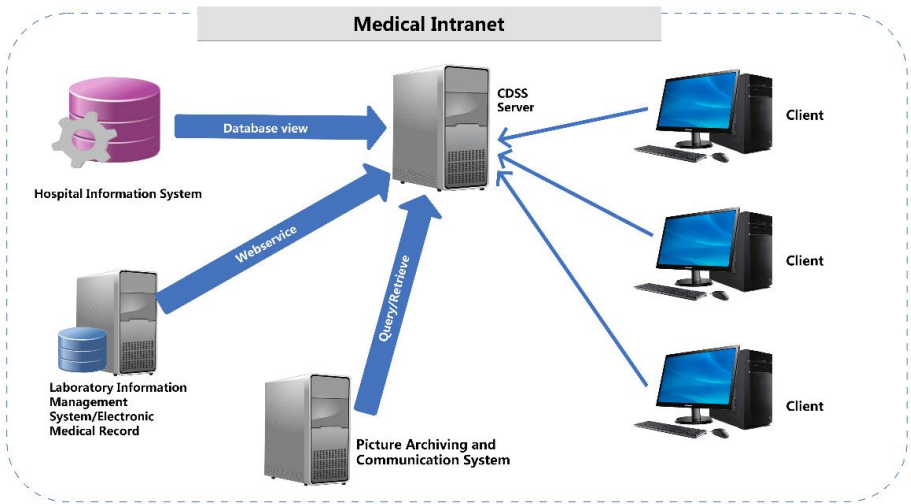 Medical Intranet
CDSS
Server
Database view
Hospital Information System
Webservice
Query/Retrieve
Laboratory Information
Management
System/Electronic
Medical Record
Picture Archiving and
Communication System
Client
Client
Client